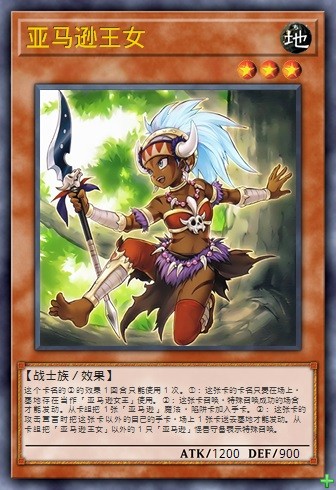 亚马逊王女
地
【战士族／效果】
这个卡名的②的效果1回合只能使用1次。①：这张卡的卡名只要在场上·
墓地存在当作「亚马逊女王」使用。②：这张卡召唤·特殊召唤成功的场合
才能发动。从卡组把1张「亚马逊」魔法·陷阱卡加入手卡。③：这张卡的
攻击宣言时把这张卡以外的自己的手卡·场上1张卡送去墓地才能发动。从
卡组把「亚马逊王女」以外的1只「亚马逊」怪兽守备表示特殊召唤。
ATK/1200 DEF/900